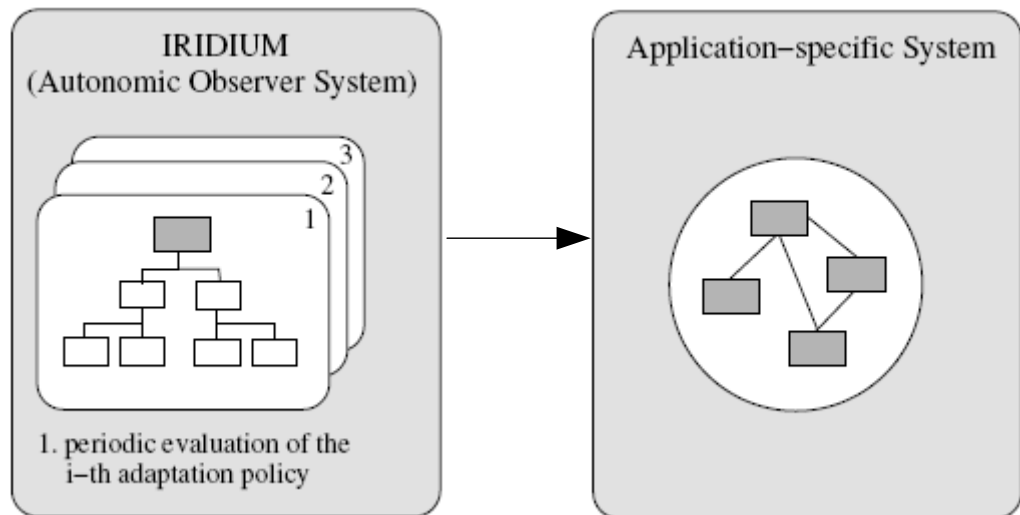 IRIDIUM
(Autonomic Observer System)
3
2
1
1. periodic evaluation of the
i−th adaptation policy
Application−specific System